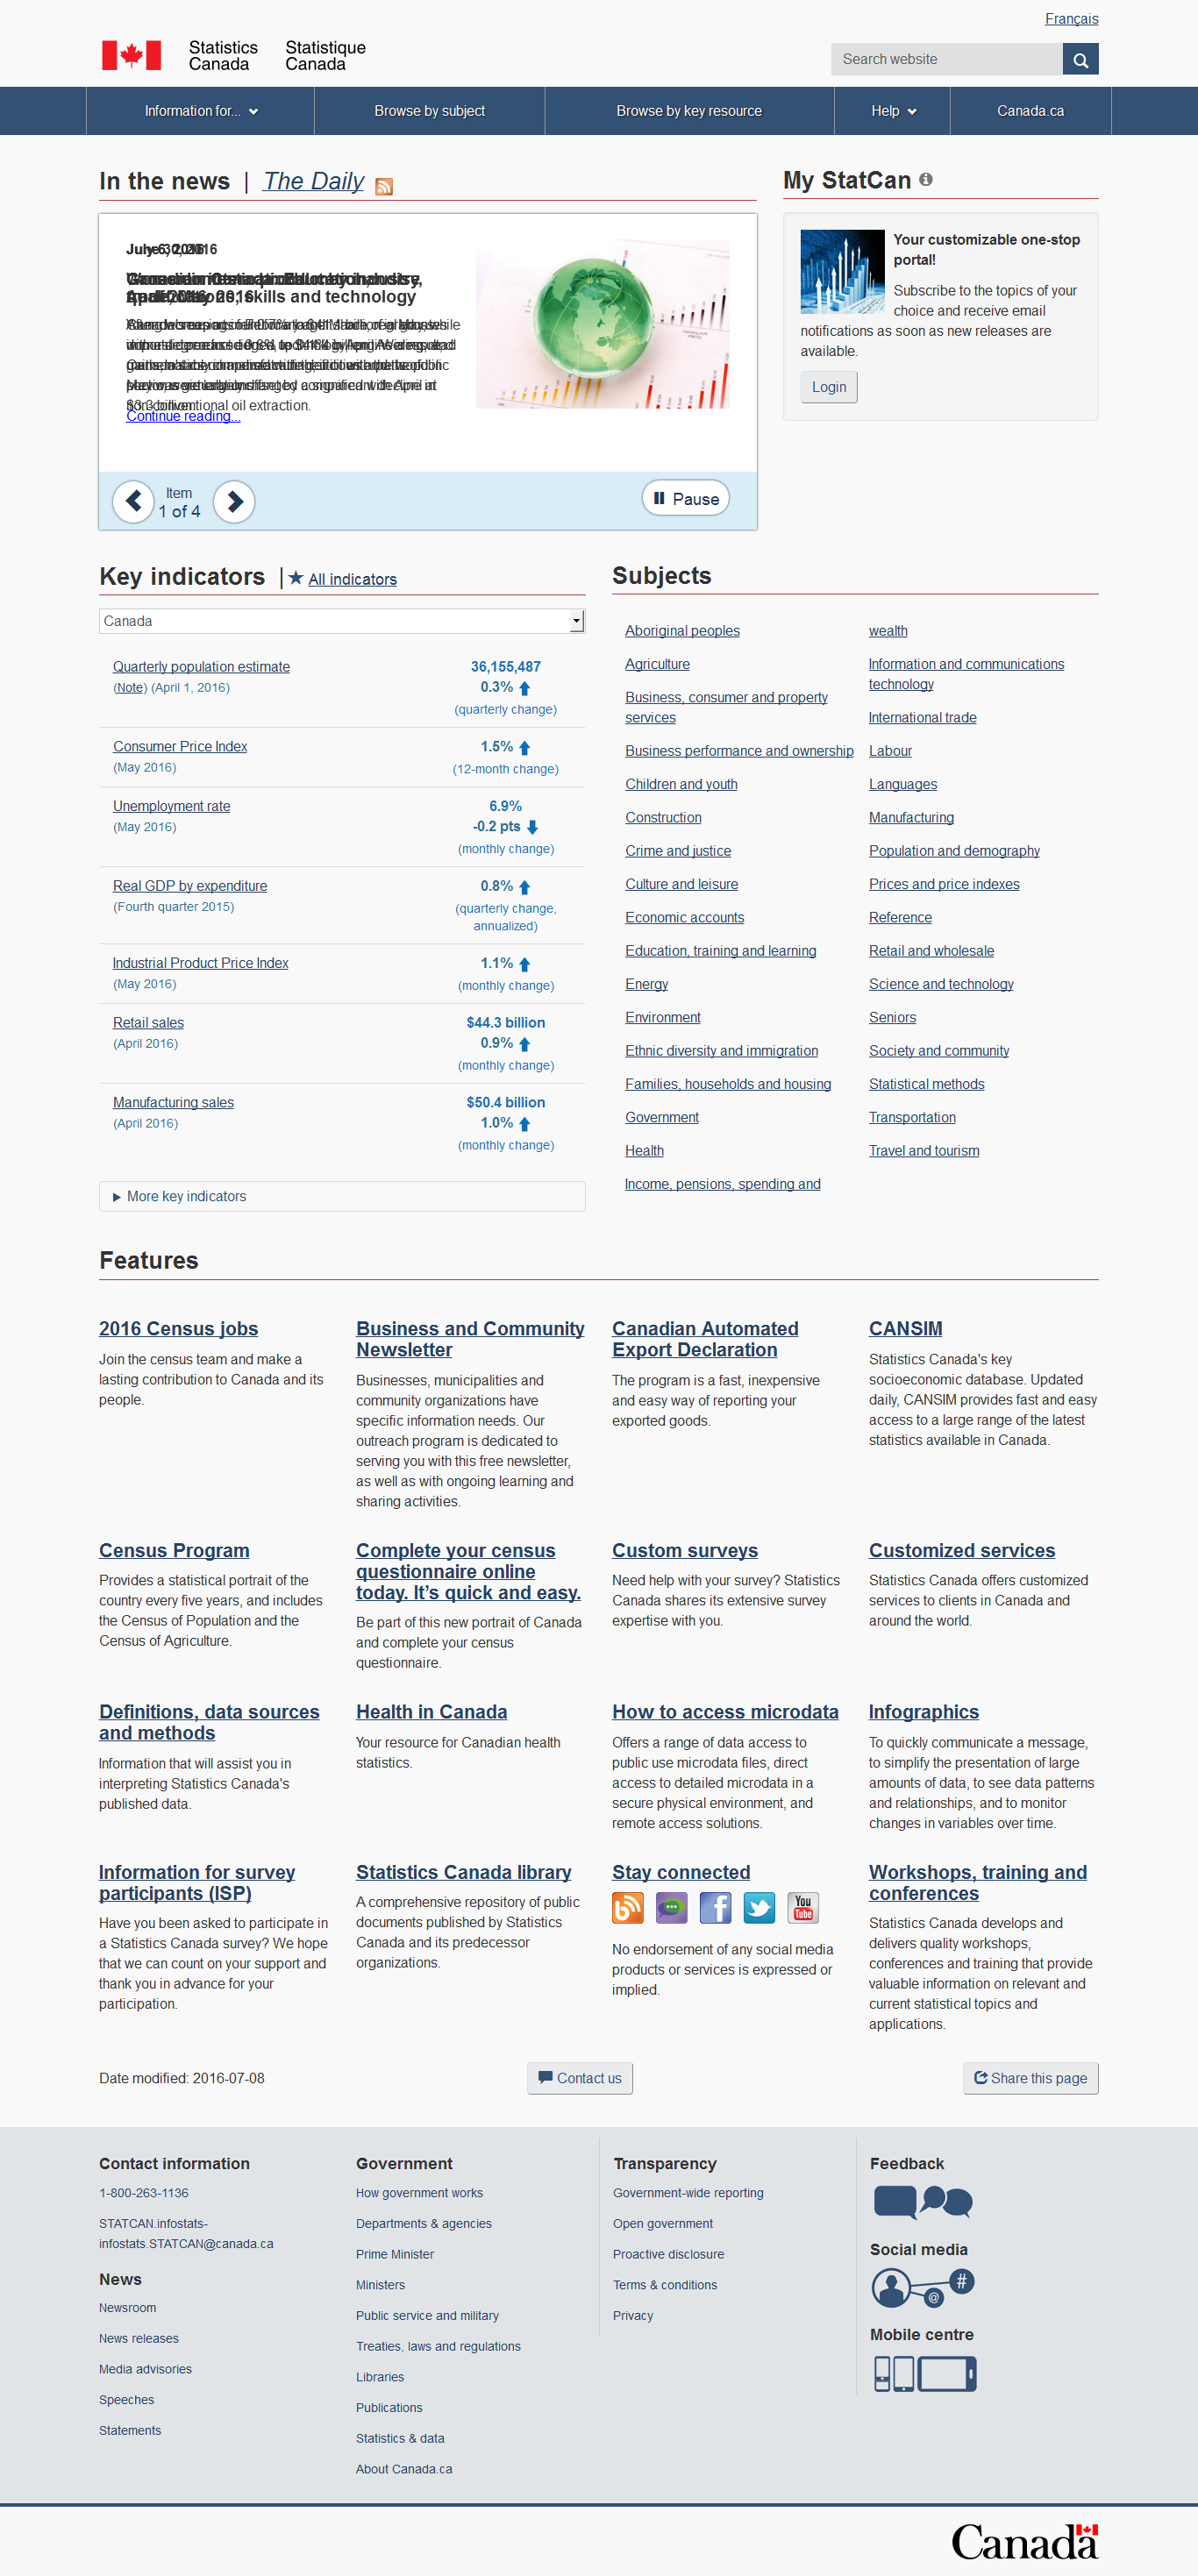 Français
Statistics Statistique
Canada Canada
Search website
Information for... Browse by subject Browse by key resource Help Canada.ca
In the news | The Daily
My StatCan
Your customizable one-stop
portal!
Subscribe to the topics of your
choice and receive email
notifications as soon as new releases are
available.
Login
Continue reading...
Item
1 of 4
Pause
Key indicators | All indicators
Canada
Quarterly population estimate 36,155,487
(Note) (April 1, 2016) 0.3%
(quarterly change)
Consumer Price Index 1.5%
(May 2016) (12-month change)
Unemployment rate 6.9%
(May 2016) -0.2 pts
(monthly change)
Real GDP by expenditure 0.8%
(Fourth quarter 2015) (quarterly change,
annualized)
Industrial Product Price Index 1.1%
(May 2016) (monthly change)
Retail sales $44.3 billion
(April 2016) 0.9%
(monthly change)
Manufacturing sales $50.4 billion
(April 2016) 1.0%
(monthly change)
More key indicators
Subjects
Aboriginal peoples
Agriculture
Business, consumer and property
services
Business performance and ownership
Children and youth
Construction
Crime and justice
Culture and leisure
Economic accounts
Education, training and learning
Energy
Environment
Ethnic diversity and immigration
Families, households and housing
Government
Health
Income, pensions, spending and
wealth
Information and communications
technology
International trade
Labour
Languages
Manufacturing
Population and demography
Prices and price indexes
Reference
Retail and wholesale
Science and technology
Seniors
Society and community
Statistical methods
Transportation
Travel and tourism
Features
2016 Census jobs
Join the census team and make a
lasting contribution to Canada and its
people.
Business and Community
Newsletter
Businesses, municipalities and
community organizations have
specific information needs. Our
outreach program is dedicated to
serving you with this free newsletter,
as well as with ongoing learning and
sharing activities.
Canadian Automated
Export Declaration
The program is a fast, inexpensive
and easy way of reporting your
exported goods.
CANSIM
Statistics Canada's key
socioeconomic database. Updated
daily, CANSIM provides fast and easy
access to a large range of the latest
statistics available in Canada.
Census Program
Provides a statistical portrait of the
country every five years, and includes
the Census of Population and the
Census of Agriculture.
Complete your census
questionnaire online
today. It's quick and easy.
Be part of this new portrait of Canada
and complete your census
questionnaire.
Custom surveys
Need help with your survey? Statistics
Canada shares its extensive survey
expertise with you.
Customized services
Statistics Canada offers customized
services to clients in Canada and
around the world.
Definitions, data sources
and methods
Information that will assist you in
interpreting Statistics Canada's
published data.
Health in Canada
Your resource for Canadian health
statistics.
How to access microdata
Offers a range of data access to
public use microdata files, direct
access to detailed microdata in a
secure physical environment, and
remote access solutions.
Infographics
To quickly communicate a message,
to simplify the presentation of large
amounts of data, to see data patterns
and relationships, and to monitor
changes in variables over time.
Information for survey
participants (ISP)
Have you been asked to participate in
a Statistics Canada survey? We hope
that we can count on your support and
thank you in advance for your
participation.
Statistics Canada library
A comprehensive repository of public
documents published by Statistics
Canada and its predecessor
organizations.
Stay connected
You
Tube
No endorsement of any social media
products or services is expressed or
implied.
Workshops, training and
conferences
Statistics Canada develops and
delivers quality workshops,
conferences and training that provide
valuable information on relevant and
current statistical topics and
applications.
Date modified: 2016-07-08
Contact us
Share this page
Contact information
1-800-263-1136
STATCAN.infostats-
infostats.STATCAN@canada.ca
News
Newsroom
News releases
Media advisories
Speeches
Statements
Government
How government works
Departments & agencies
Prime Minister
Ministers
Public service and military
Treaties, laws and regulations
Libraries
Publications
Statistics & data
About Canada.ca
Transparency
Government-wide reporting
Open government
Proactive disclosure
Terms & conditions
Privacy
Feedback
Social media
#
@
Mobile centre
Canada